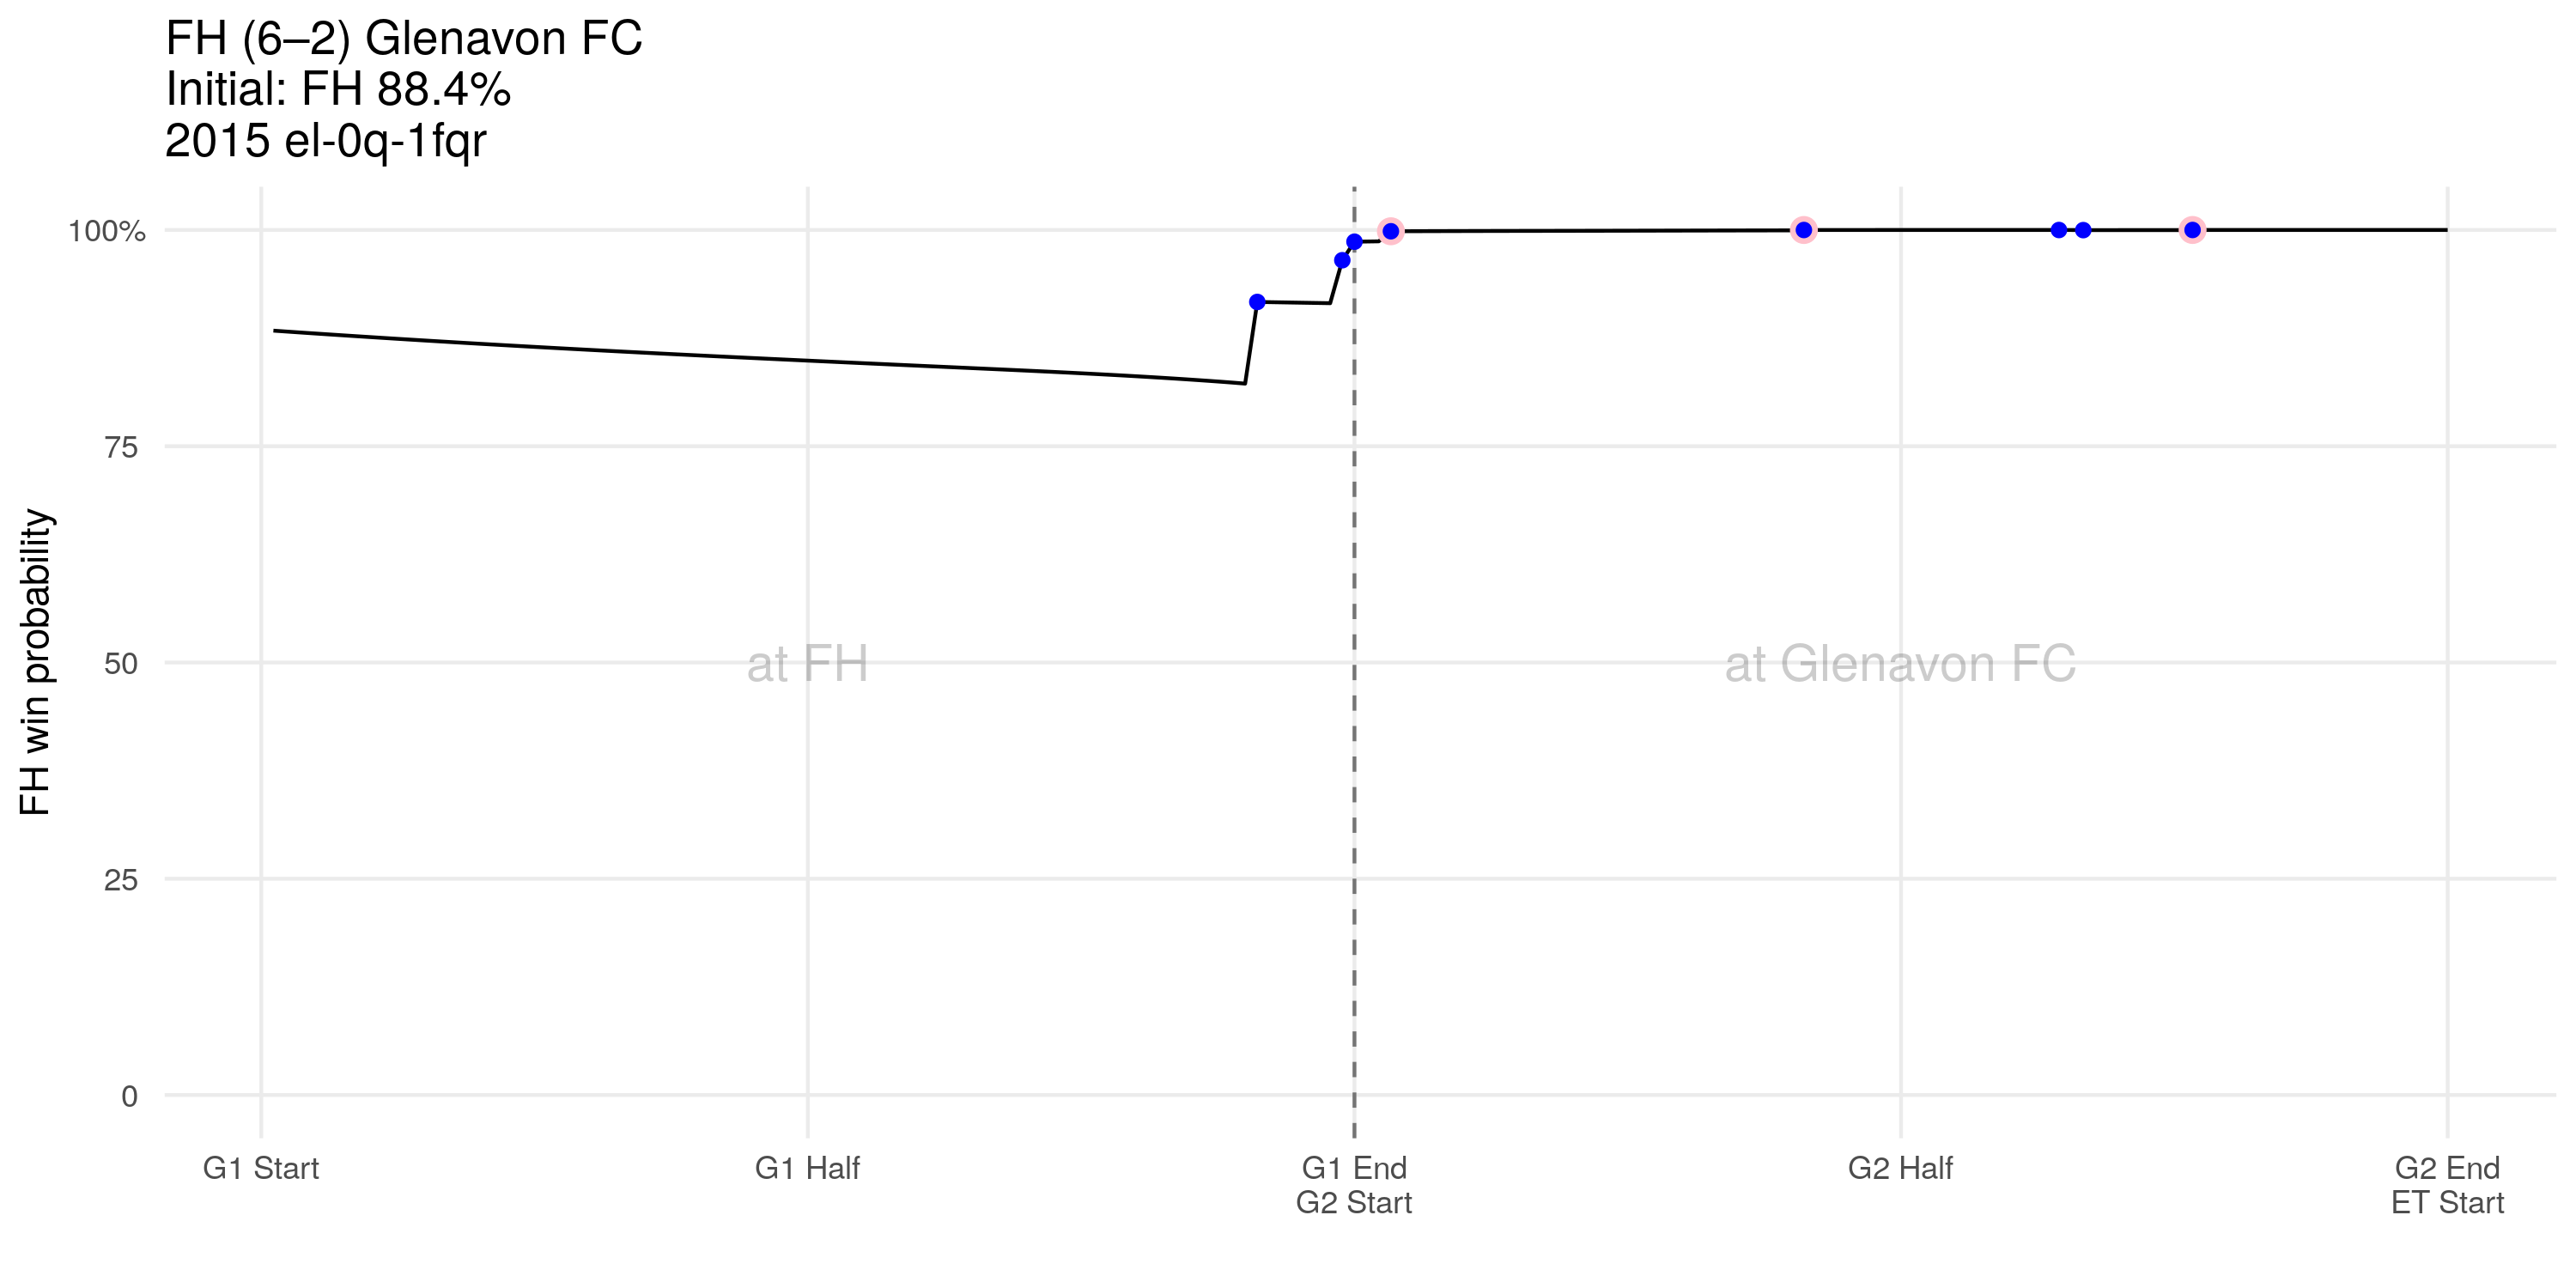 FH (6–2) Glenavon FC
Initial: FH 88.4%
2015 el-0q-1fqr
FH win probability
100%
75
50
25
0
at FH
at Glenavon FC
G1 Start
G1 Half
G1 End
G2 Start
G2 Half
G2 End
ET Start